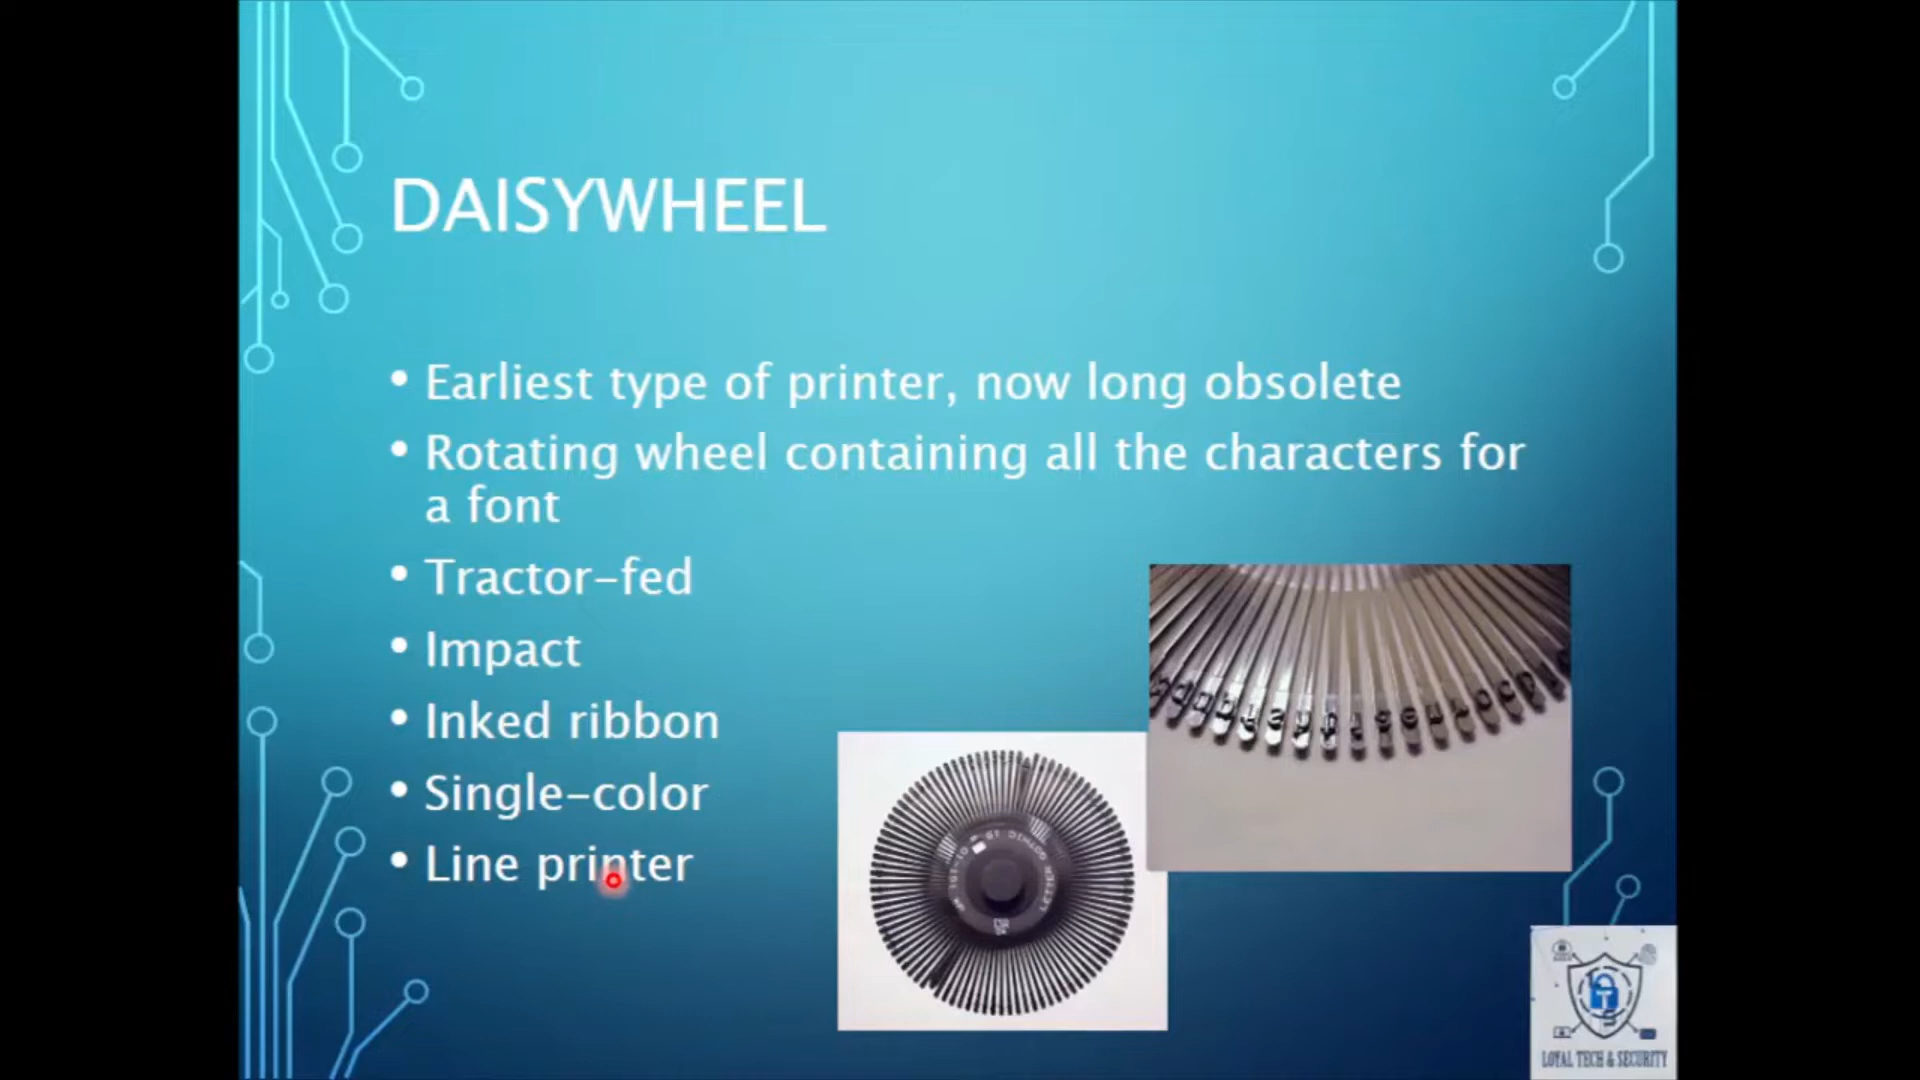 DAISYWHEEL
• Earliest type of printer, now long obsolete
• Rotating wheel containing all the characters for
a font
• Tractor-fed
• Impact
• Inked ribbon
• Single-color
• Line printer
LOYAL TECH & SECURITY